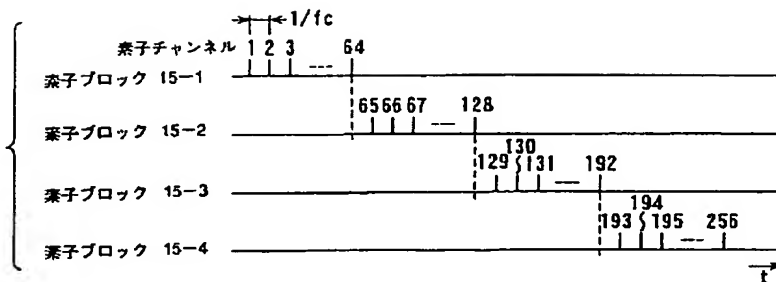 1/fc
素子チャンネル 1 2 3 --- 64
素子ブロック 15-1
65 66 67 --- 128
素子ブロック 15-2
130
129 131 --- 192
素子ブロック 15-3
194
193 195 --- 256
素子ブロック 15-4
t